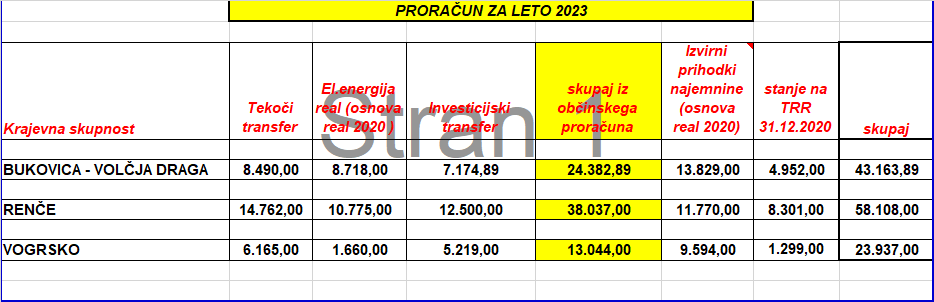 PRORAČUN ZA LETO 2023
Krajevna skupnost
Tekoči
transfer
El.energija
real (osnova
real 2020 )
Investicijski
transfer
skupaj iz
občinskega
proračuna
Izvirni
prihodki
najemnine
(osnova
real 2020)
stanje na
TRR
31.12.2020
skupaj
Stran 1
BUKOVICA - VOLČJA DRAGA 8.490,00 8.718,00 7.174,89 24.382,89 13.829,00 4.952,00 43.163,89
RENČE 14.762,00 10.775,00 12.500,00 38.037,00 11.770,00 8.301,00 58.108,00
VOGRSKO 6.165,00 1.660,00 5.219,00 13.044,00 9.594,00 1.299,00 23.937,00